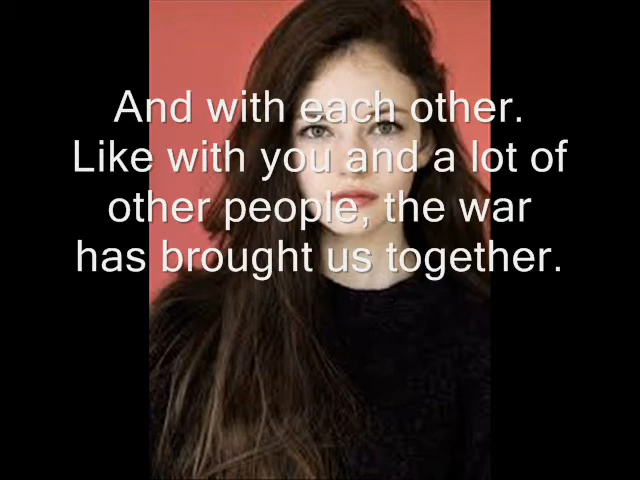 And with each other.
Like with you and a lot of
other people, the war
has brought us together.